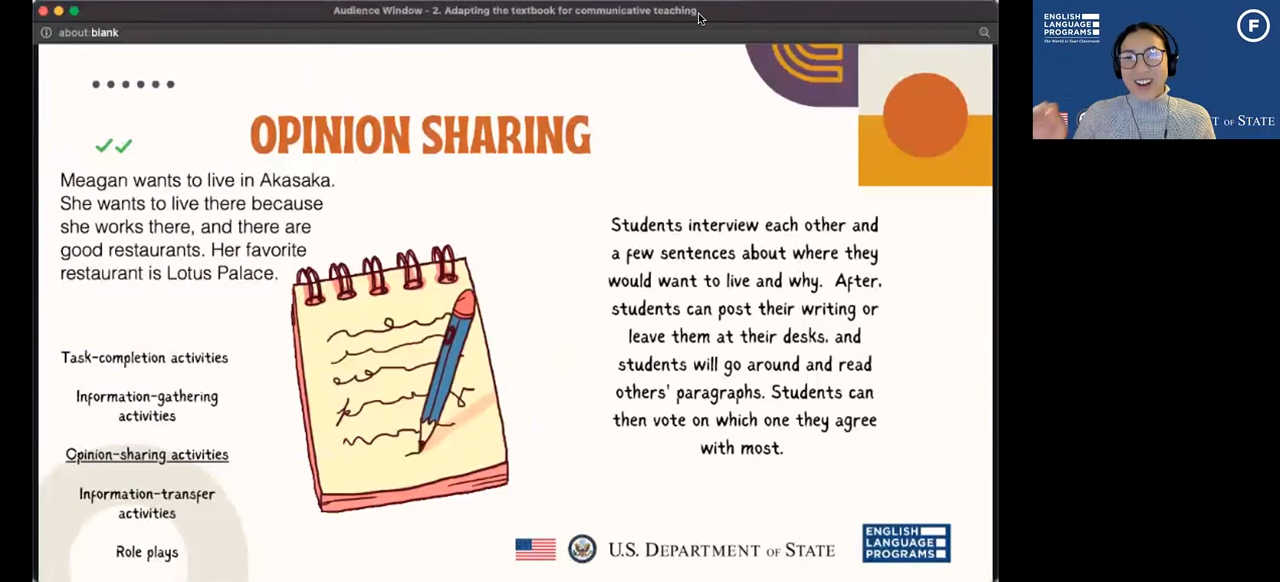 Audience Window - 2. Adapting the textbook for communicative teaching
about:blank
OPINION SHARING
Meagan wants to live in Akasaka.
She wants to live there because
she works there, and there are
good restaurants. Her favorite
restaurant is Lotus Palace.
Task-completion activities
Information-gathering
activities
Opinion-sharing activities
Information-transfer
activities
Role plays
Students interview each other and
a few sentences about where they
would want to live and why. After,
students can post their writing or
leave them at their desks, and
students will go around and read
others' paragraphs. Students can
then vote on which one they agree
with most.
U.S. DEPARTMENT OF STATE
ENGLISH
LANGUAGE
PROGRAMS
ENGLISH
LANGUAGE
PROGRAMS
The World Is Your Classroom
F
T OF STATE